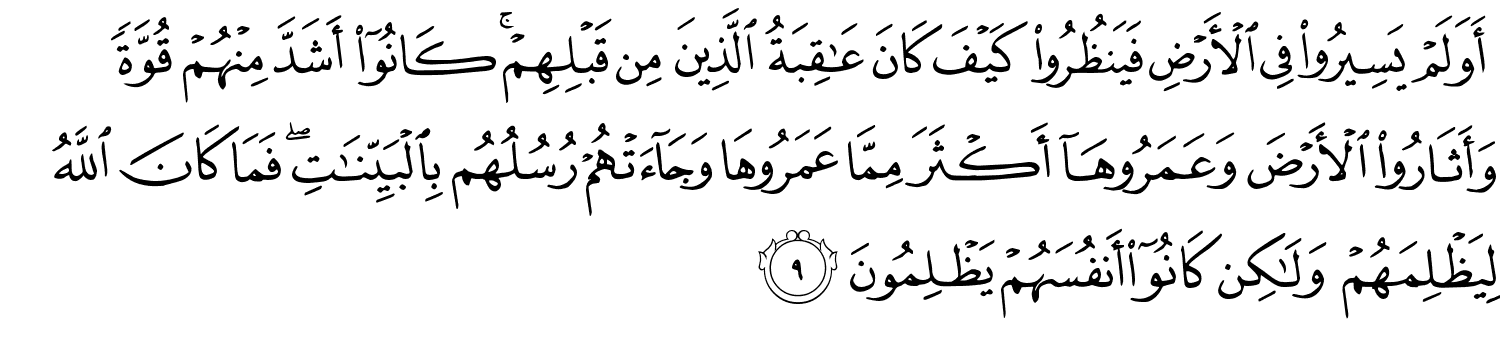 أَوَلَمۡ يَسِيرُواْ فِي ٱلۡأَرۡضِ فَيَنظُرُواْ كَيۡفَ كَانَ عَٰقِبَةُ ٱلَّذِينَ مِن قَبۡلِهِمۡۚ كَانُوٓاْ أَشَدَّ مِنۡهُمۡ قُوَّةٗ
وَأَثَارُواْ ٱلۡأَرۡضَ وَعَمَرُوهَآ أَكۡثَرَ مِمَّا عَمَرُوهَا وَجَآءَتۡهُمۡ رُسُلُهُم بِٱلۡبَيِّنَٰتِۖ فَمَا كَانَ ٱللَّهُ
لِيَظۡلِمَهُمۡ وَلَٰكِن كَانُوٓاْ أَنفُسَهُمۡ يَظۡلِمُونَ ٩